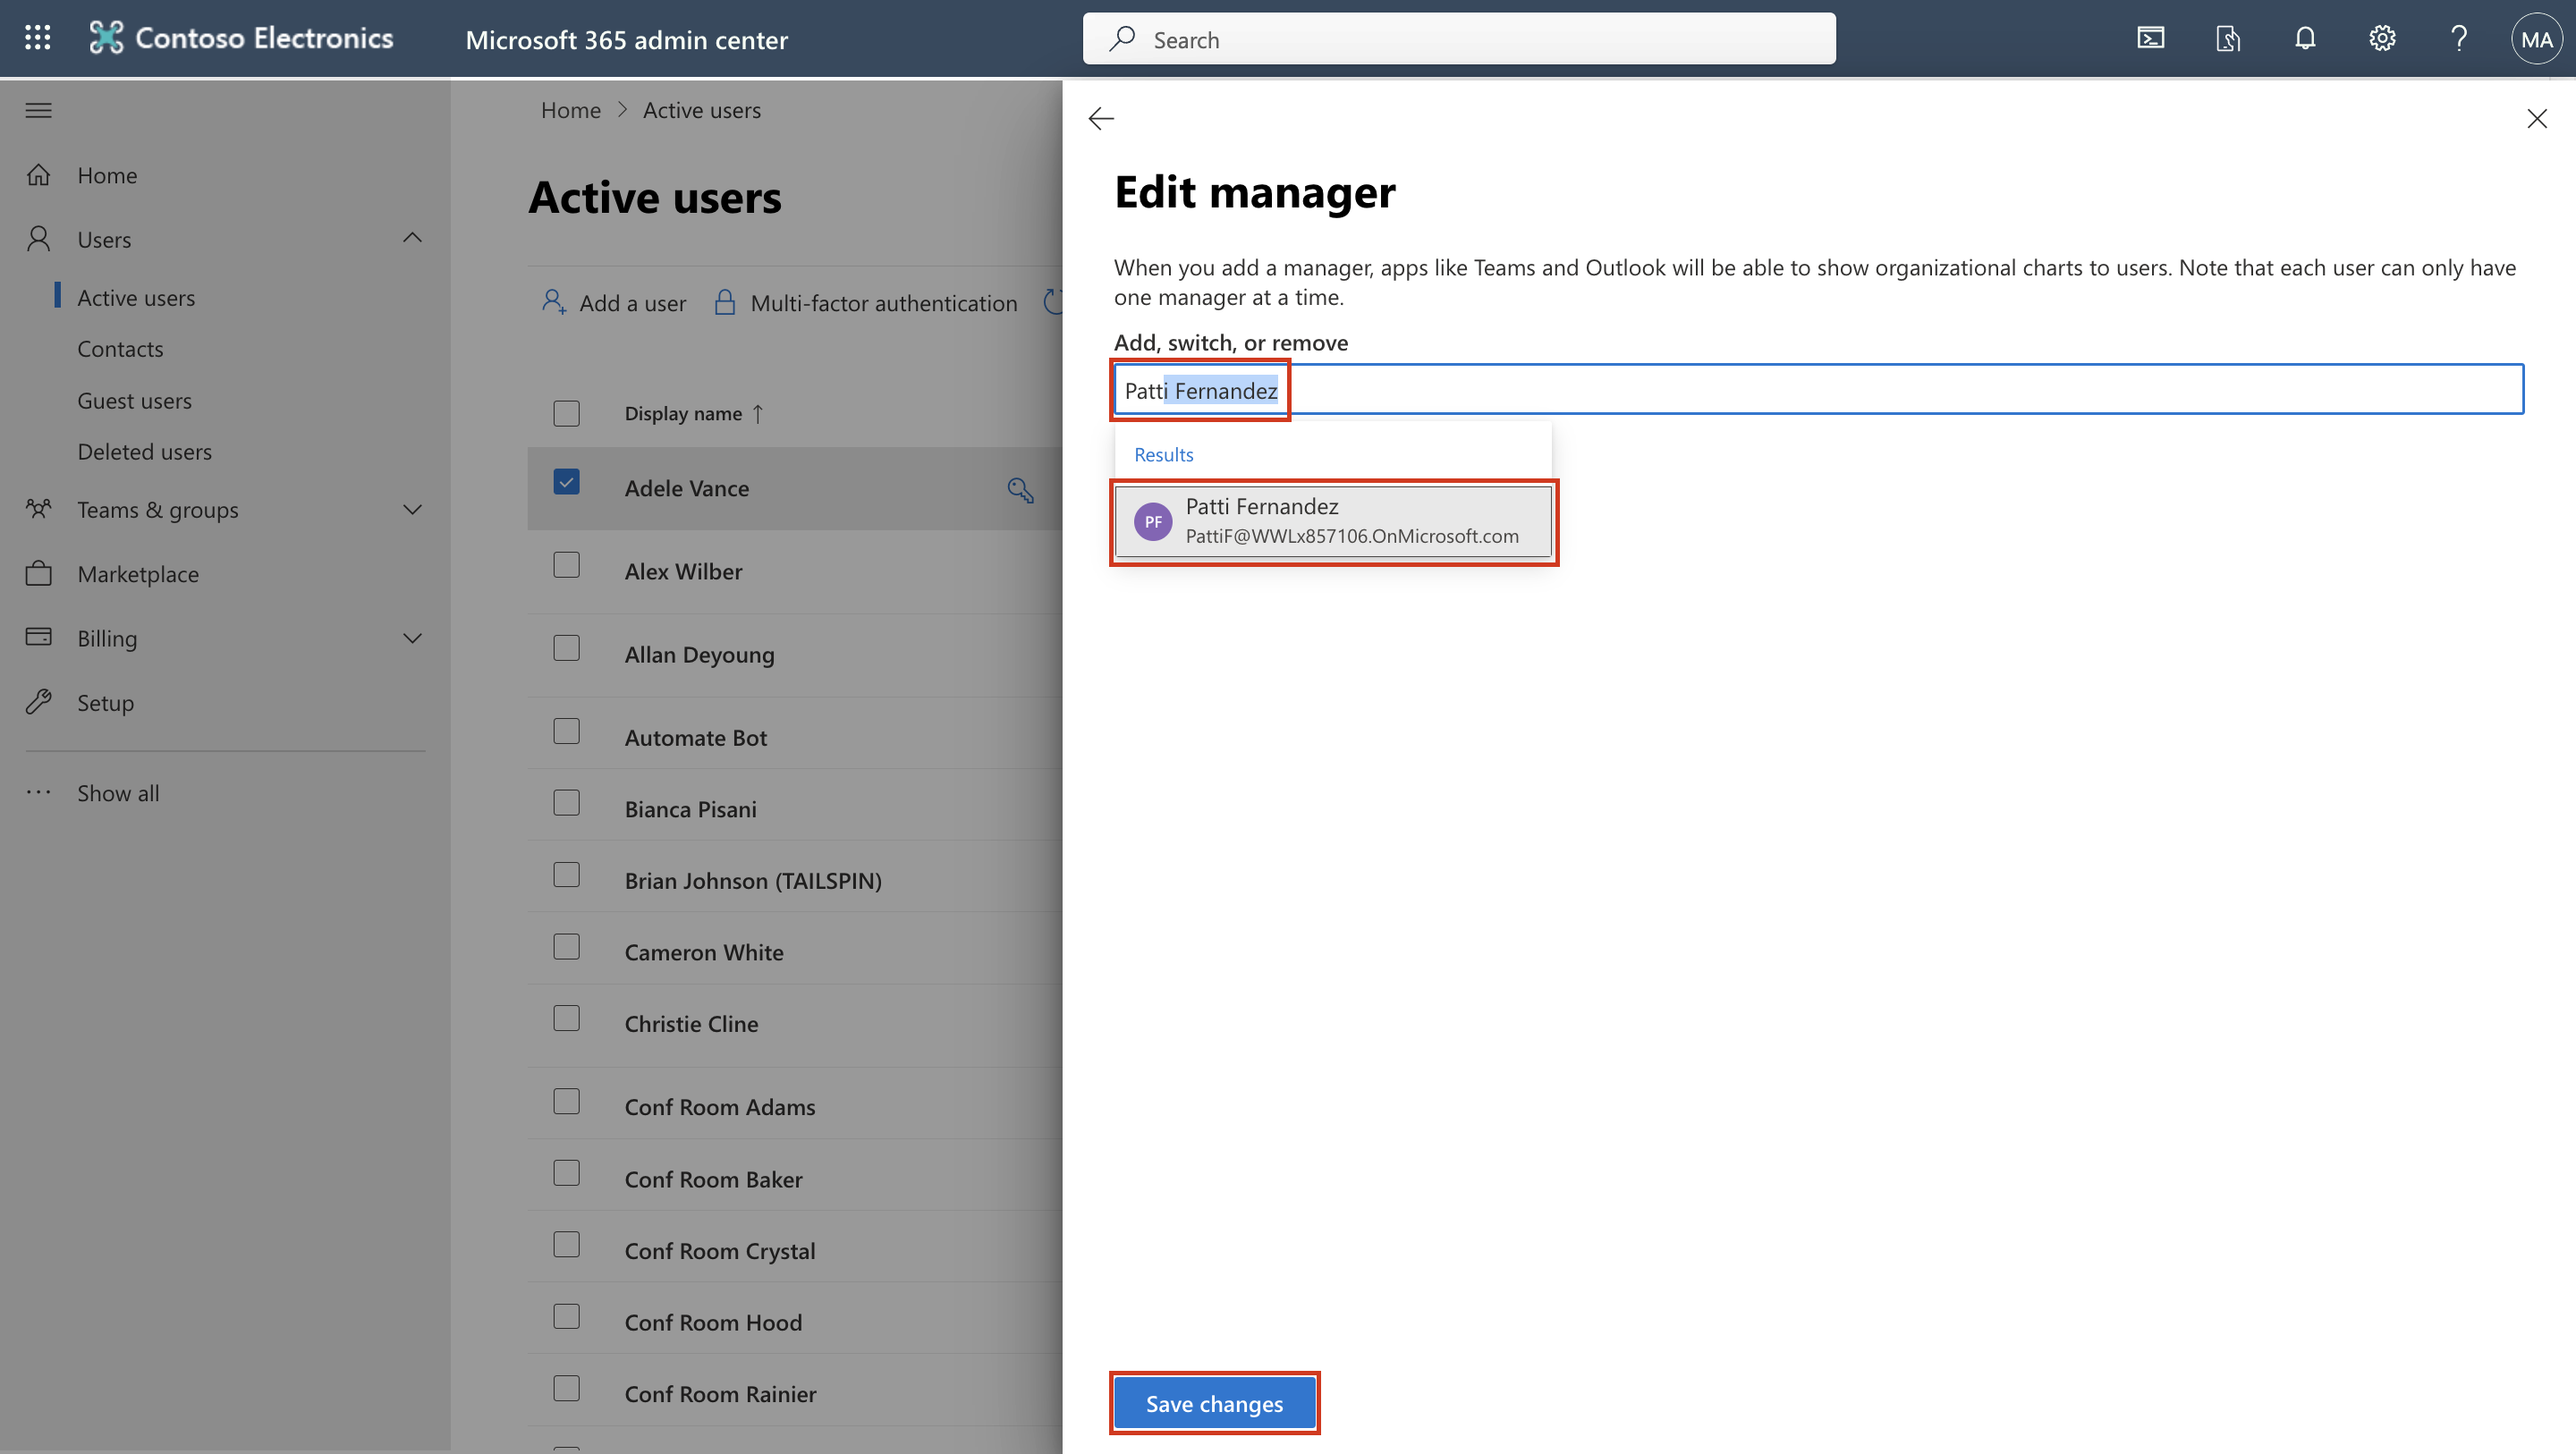 Contoso Electronics
Microsoft 365 admin center
Search
MA
Home
Users
Active users
Contacts
Guest users
Deleted users
Teams & groups
Marketplace
Billing
Setup
Show all
Home > Active users
Active users
Add a user
Multi-factor authentication
Display name ↑
Adele Vance
Alex Wilber
Allan Deyoung
Automate Bot
Bianca Pisani
Brian Johnson (TAILSPIN)
Cameron White
Christie Cline
Conf Room Adams
Conf Room Baker
Conf Room Crystal
Conf Room Hood
Conf Room Rainier
Edit manager
When you add a manager, apps like Teams and Outlook will be able to show organizational charts to users. Note that each user can only have
one manager at a time.
Add, switch, or remove
Patti Fernandez
Results
PF
Patti Fernandez
PattiF@WWLx857106.OnMicrosoft.com
Save changes